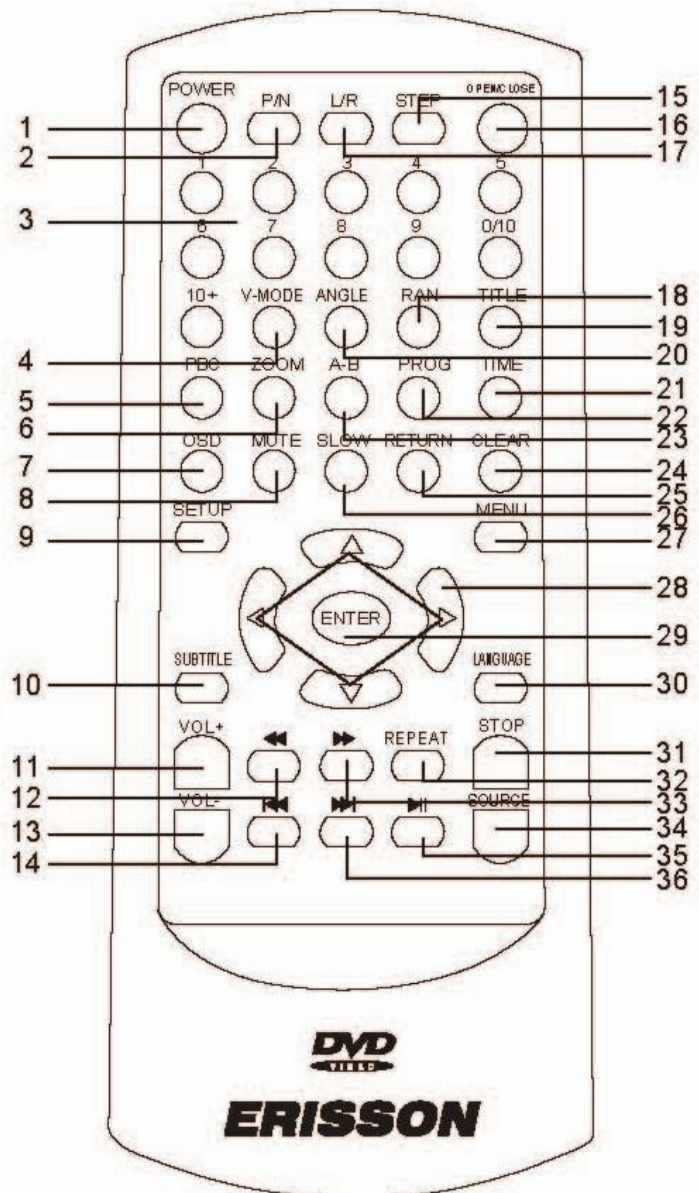 POWER P/N L/R STEP OPEN/CLOSE
1 15
2 16
17
1 2 3 4 5
3
6 7 8 9 0/10
10+ V-MODE ANGLE RAN TITLE
18
19
4 20
PBC ZOOM A-B PROG TIME
5 21
6 22
23
OSD MUTE SLOW RETURN CLEAR
7 24
8 25
26
SETUP MENU
9 27
28
ENTER
29
SUBTITLE LANGUAGE
10 30
VOL+ REPEAT STOP
11 31
12 32
33
VOL- SOURCE
13 34
14 35
36
DVD
VIDEO
ERISSON